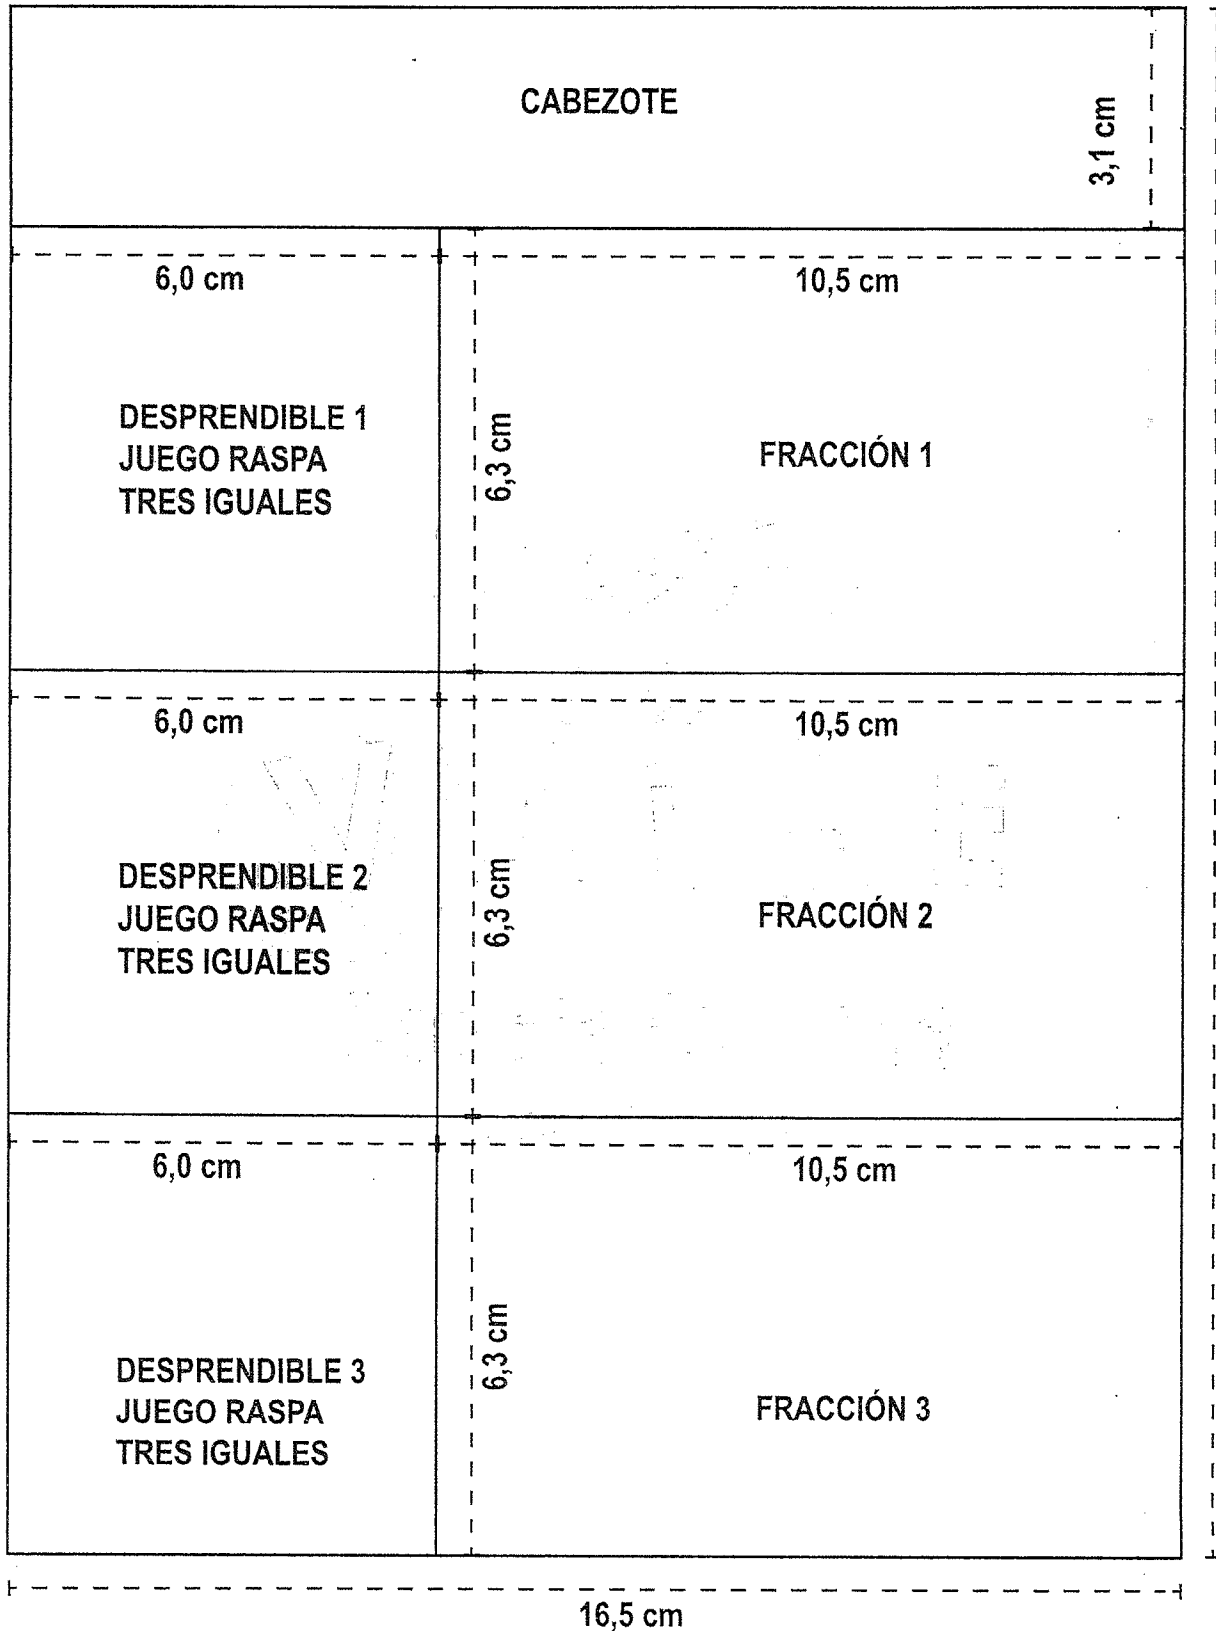 CABEZOTE
3,1 cm
6,0 cm
10,5 cm
DESPRENDIBLE 1
JUEGO RASPA
TRES IGUALES
6,3 cm
FRACCIÓN 1
6,0 cm
10,5 cm
DESPRENDIBLE 2
JUEGO RASPA
TRES IGUALES
6,3 cm
FRACCIÓN 2
6,0 cm
10,5 cm
DESPRENDIBLE 3
JUEGO RASPA
TRES IGUALES
6,3 cm
FRACCIÓN 3
16,5 cm